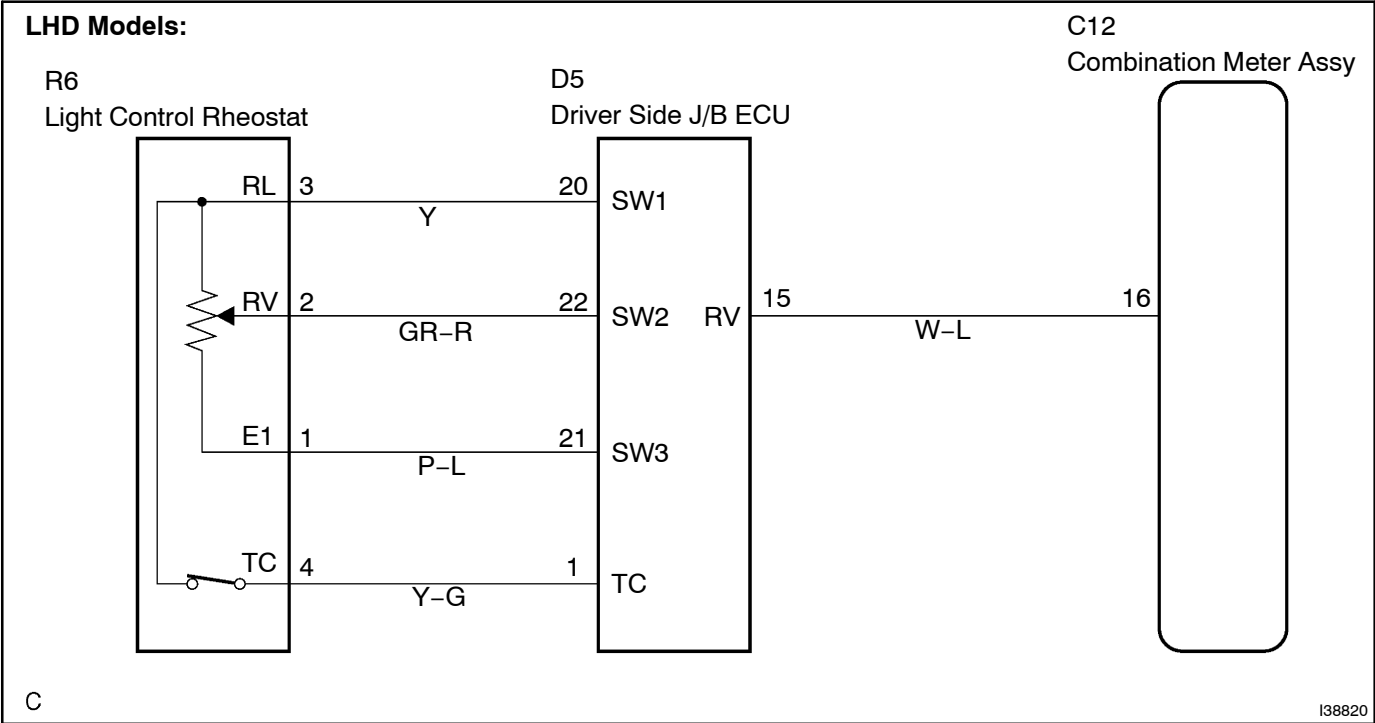 LHD Models:
C12
Combination Meter Assy
R6
Light Control Rheostat
D5
Driver Side J/B ECU
RL 3 Y 20 SW1
RV 2 GR–R 22 SW2 RV 15 W–L 16
E1 1 P–L 21 SW3
TC 4 Y–G 1 TC
C
I38820